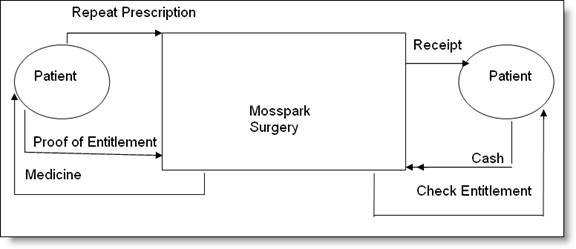 Repeat Prescription
Receipt
Patient
Patient
Mosspark
Surgery
Proof of Entitlement
Cash
Medicine
Check Entitlement